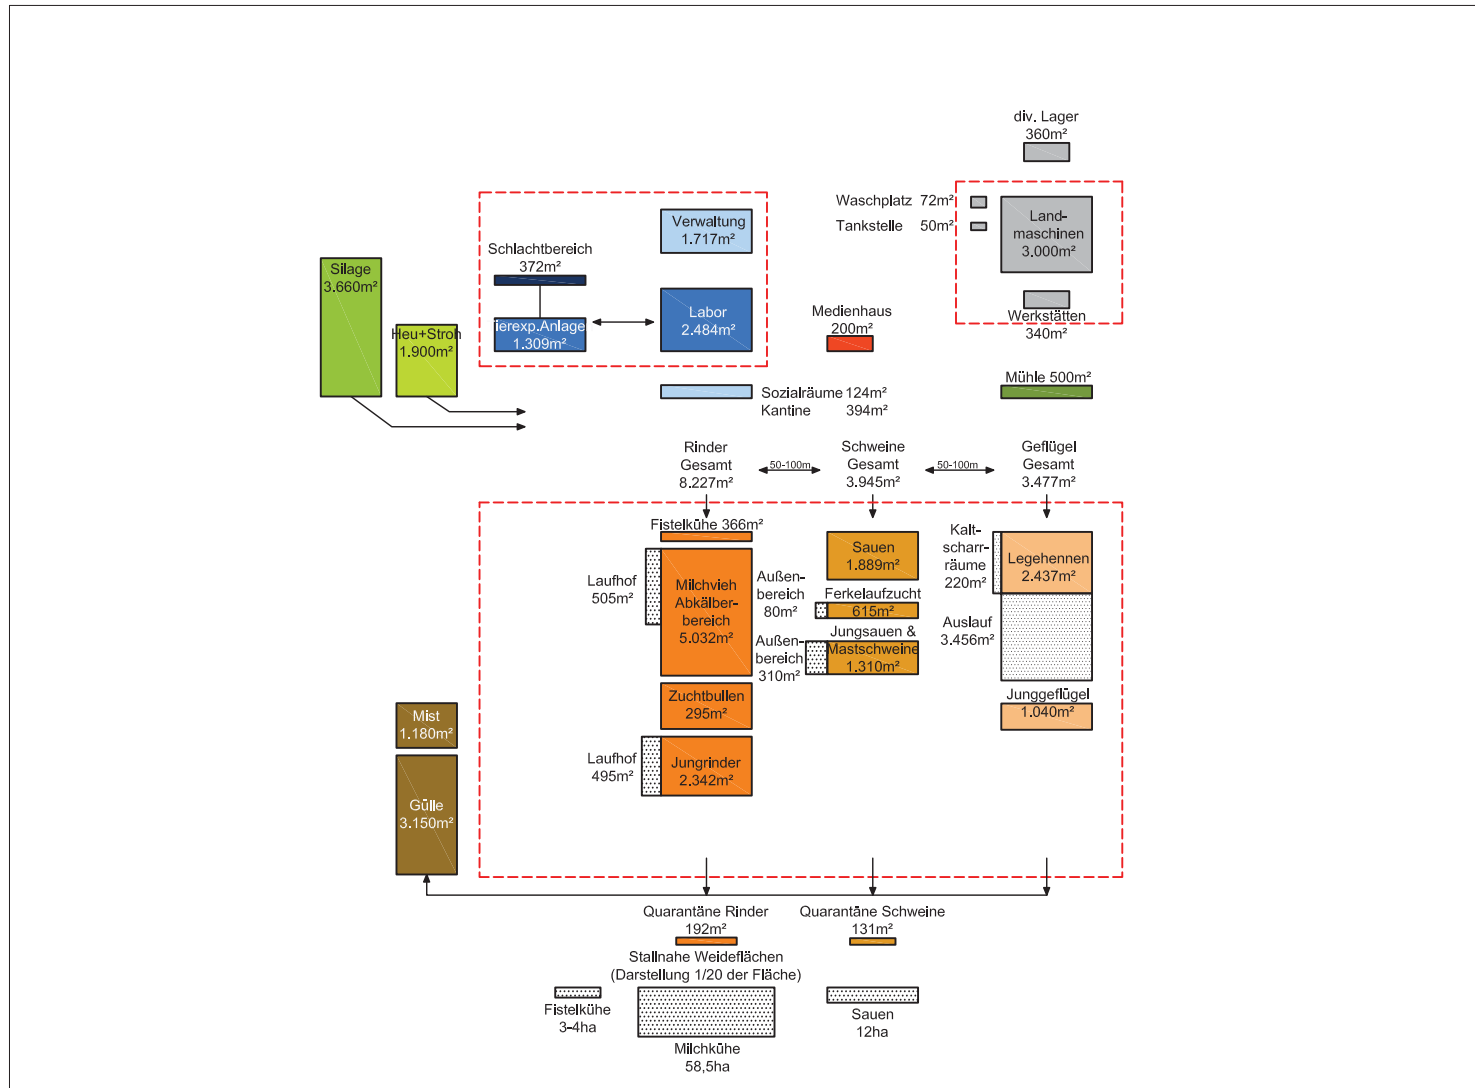 div. Lager
360m²
Waschplatz 72m²
Tankstelle 50m²
Land-
maschinen
3.000m²
Werkstätten
340m²
Verwaltung
1.717m²
Schlachtbereich
372m²
Silage
3.660m²
Heu+Stroh
1.900m²
ierexp.Anlage
1.309m²
Labor
2.484m²
Medienhaus
200m²
Mühle 500m²
Sozialräume 124m²
Kantine 394m²
Rinder
Gesamt
8.227m²
50-100m
Schweine
Gesamt
3.945m²
50-100m
Geflügel
Gesamt
3.477m²
Fistelkühe 366m²
Laufhof
505m²
Milchvieh
Abkälber-
bereich
5.032m²
Zuchtbullen
295m²
Laufhof
495m²
Jungrinder
2.342m²
Sauen
1.889m²
Außen-
bereich
80m²
Ferkelaufzucht
615m²
Außen-
bereich
310m²
Jungsauen &
Mastschweine
1.310m²
Kalt-
scharr-
räume
220m²
Legehennen
2.437m²
Auslauf
3.456m²
Junggeflügel
1.040m²
Mist
1.180m²
Gülle
3.150m²
Quarantäne Rinder
192m²
Quarantäne Schweine
131m²
Stallnahe Weideflächen
(Darstellung 1/20 der Fläche)
Fistelkühe
3-4ha
Milchkühe
58,5ha
Sauen
12ha